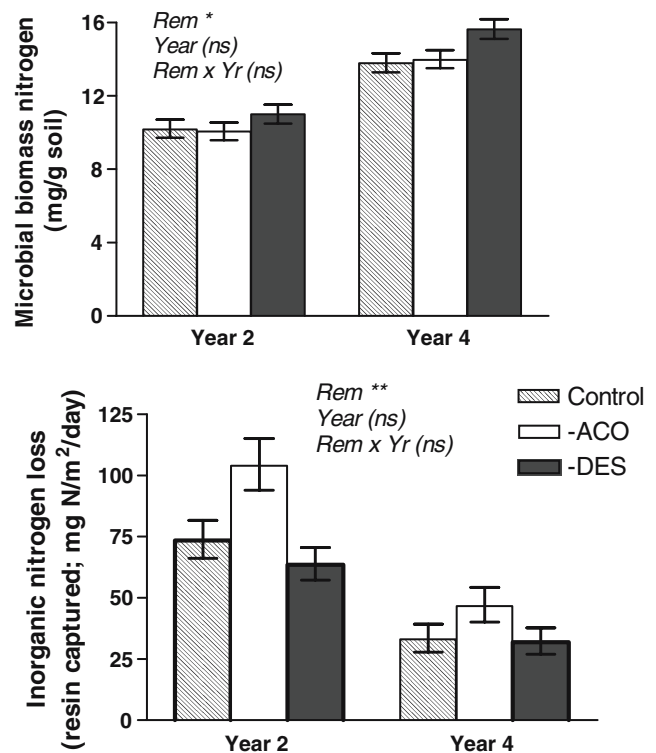 Microbial biomass nitrogen
(mg/g soil)
16
12
8
4
0
Rem *
Year (ns)
Rem x Yr (ns)
Year 2
Year 4
Inorganic nitrogen loss
(resin captured; mg N/m²/day)
125
100
75
50
25
0
Rem **
Year (ns)
Rem x Yr (ns)
Control
-ACO
-DES
Year 2
Year 4